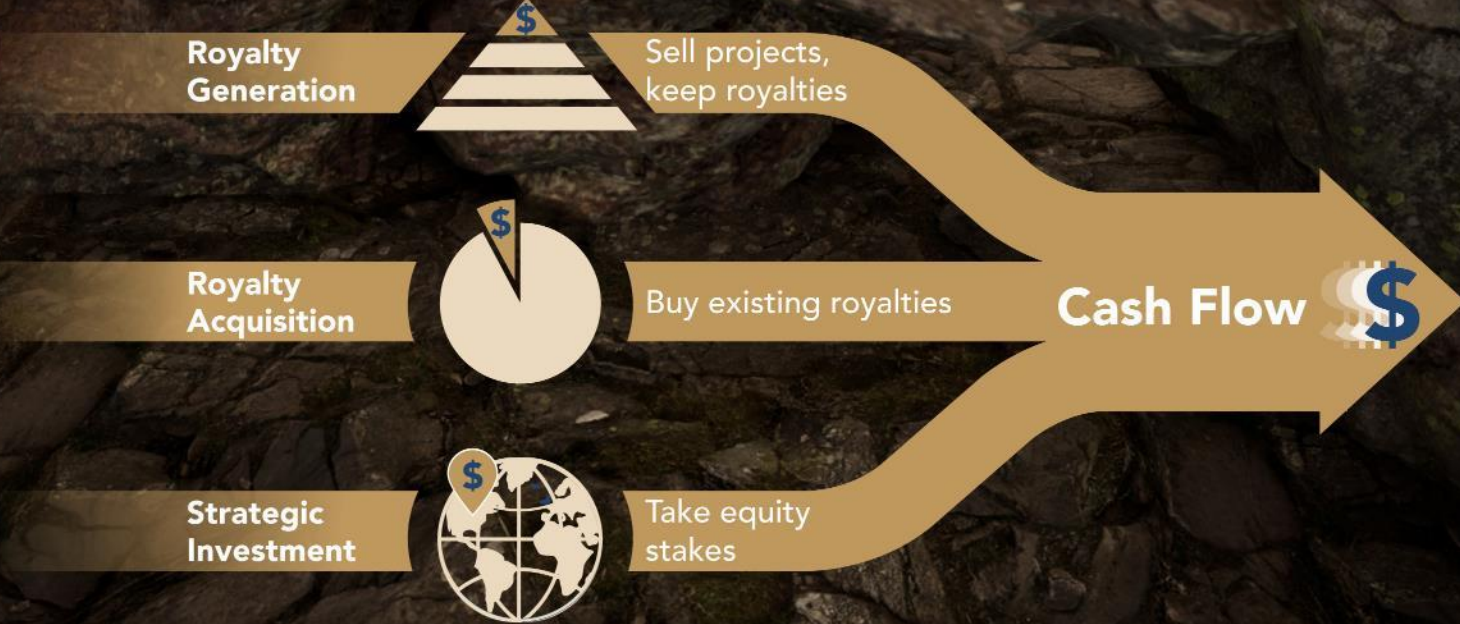 $
Royalty
Generation
Sell projects,
keep royalties
$
Royalty
Acquisition
Buy existing royalties
Cash Flow $
$
Strategic
Investment
Take equity
stakes